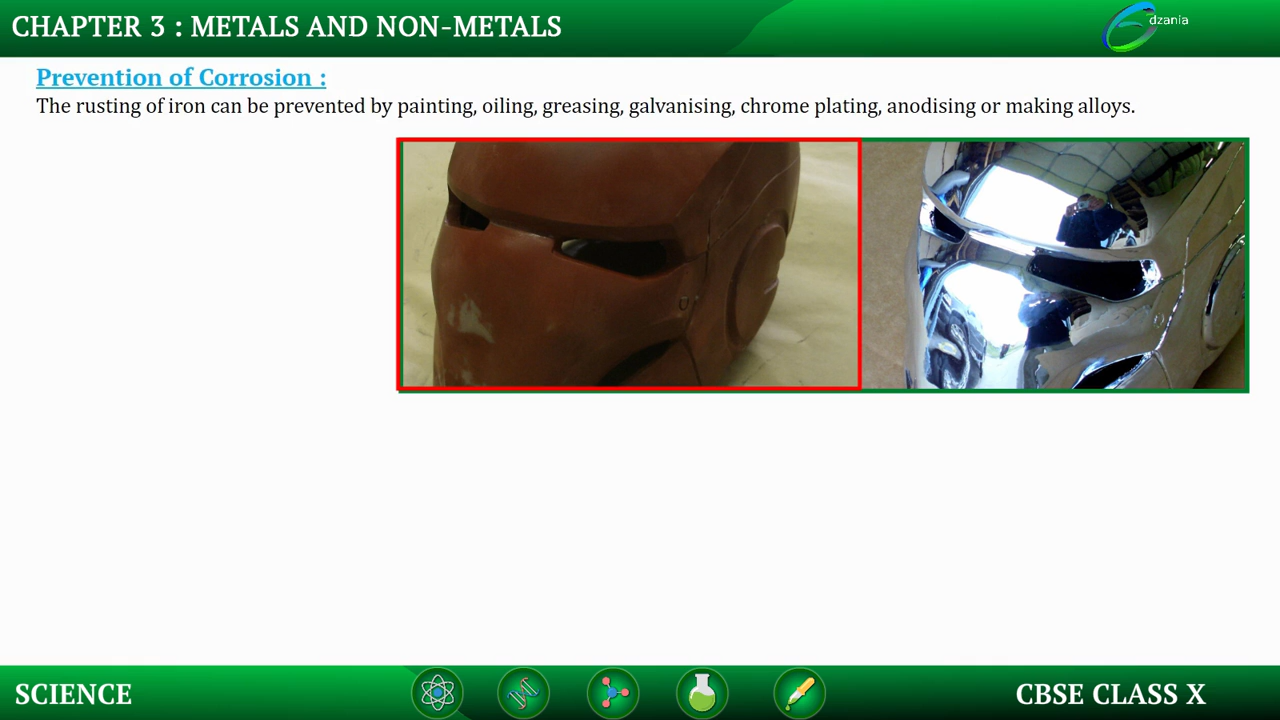 CHAPTER 3 : METALS AND NON-METALS
dzania
Prevention of Corrosion :
The rusting of iron can be prevented by painting, oiling, greasing, galvanising, chrome plating, anodising or making alloys.
SCIENCE
CBSE CLASS X